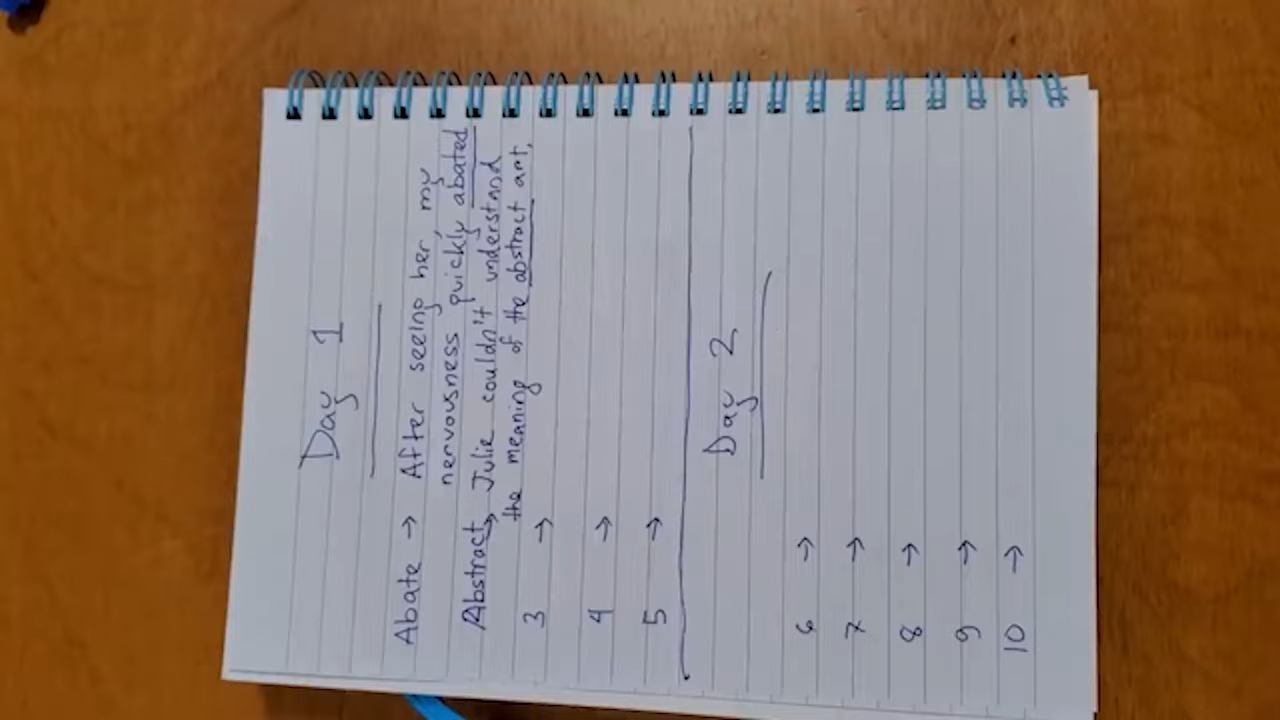 Day 1
Abate → After seeing her, my
nervousness quickly abated
Abstract → Julie couldn't understand
the meaning of the abstract art.
3 →
4 →
5 →
Day 2
6 →
7 →
8 →
9 →
10 →